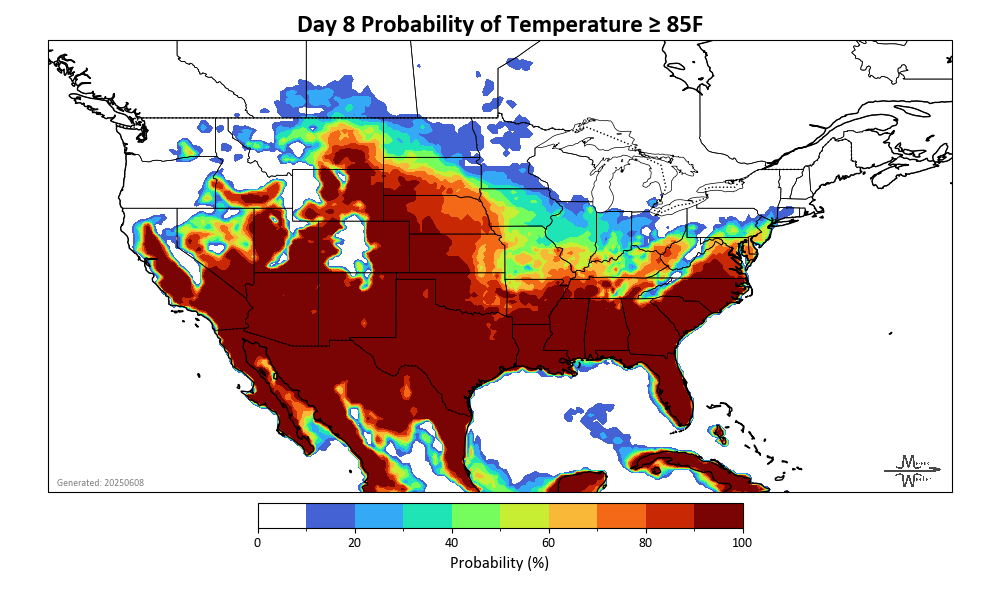 Day 8 Probability of Temperature ≥ 85F
Generated: 20250608
0 20 40 60 80 100
Probability (%)